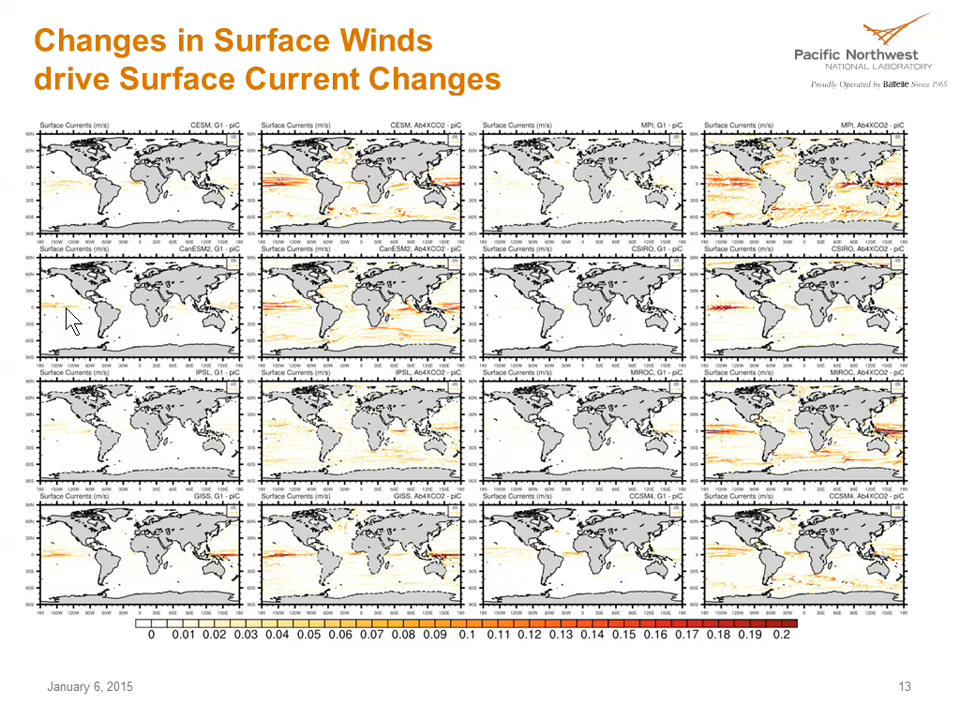 Changes in Surface Winds
drive Surface Current Changes
Pacific Northwest
NATIONAL LABORATORY
Proudly Operated by Battelle Since 1965
Surface Currents (m/s) CESM, G1 - piC
Surface Currents (m/s) CESM, Ab4XCO2 - piC
Surface Currents (m/s) MPI, G1 - piC
Surface Currents (m/s) MPI, Ab4XCO2 - piC
Surface Currents (m/s) CanESM2, G1 - piC
Surface Currents (m/s) CanESM2, Ab4XCO2 - piC
Surface Currents (m/s) CSIRO, G1 - piC
Surface Currents (m/s) CSIRO, Ab4XCO2 - piC
Surface Currents (m/s) IPSL, G1 - piC
Surface Currents (m/s) IPSL, Ab4XCO2 - piC
Surface Currents (m/s) MIROC, G1 - piC
Surface Currents (m/s) MIROC, Ab4XCO2 - piC
Surface Currents (m/s) GISS, G1 - piC
Surface Currents (m/s) GISS, Ab4XCO2 - piC
Surface Currents (m/s) CCSM4, G1 - piC
Surface Currents (m/s) CCSM4, Ab4XCO2 - piC
0 0.01 0.02 0.03 0.04 0.05 0.06 0.07 0.08 0.09 0.1 0.11 0.12 0.13 0.14 0.15 0.16 0.17 0.18 0.19 0.2
January 6, 2015
13